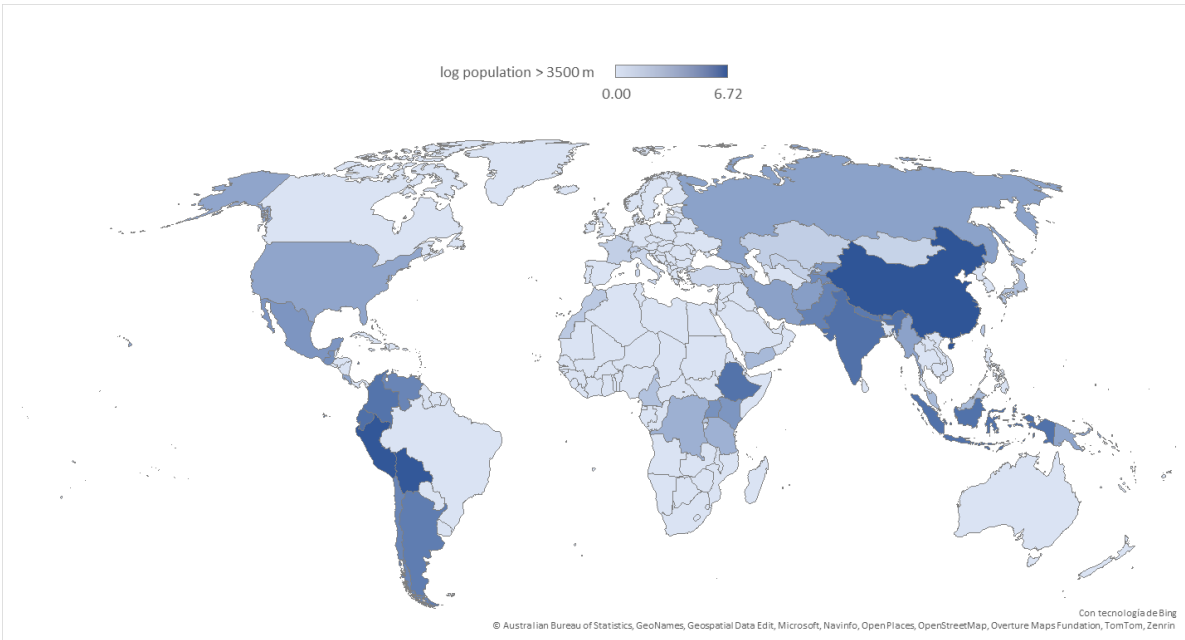 log population > 3500 m
0.00 6.72
Con tecnología de Bing
© Australian Bureau of Statistics, GeoNames, Geospatial Data Edit, Microsoft, Navinfo, Open Places, OpenStreetMap, Overture Maps Fundation, TomTom, Zenrin